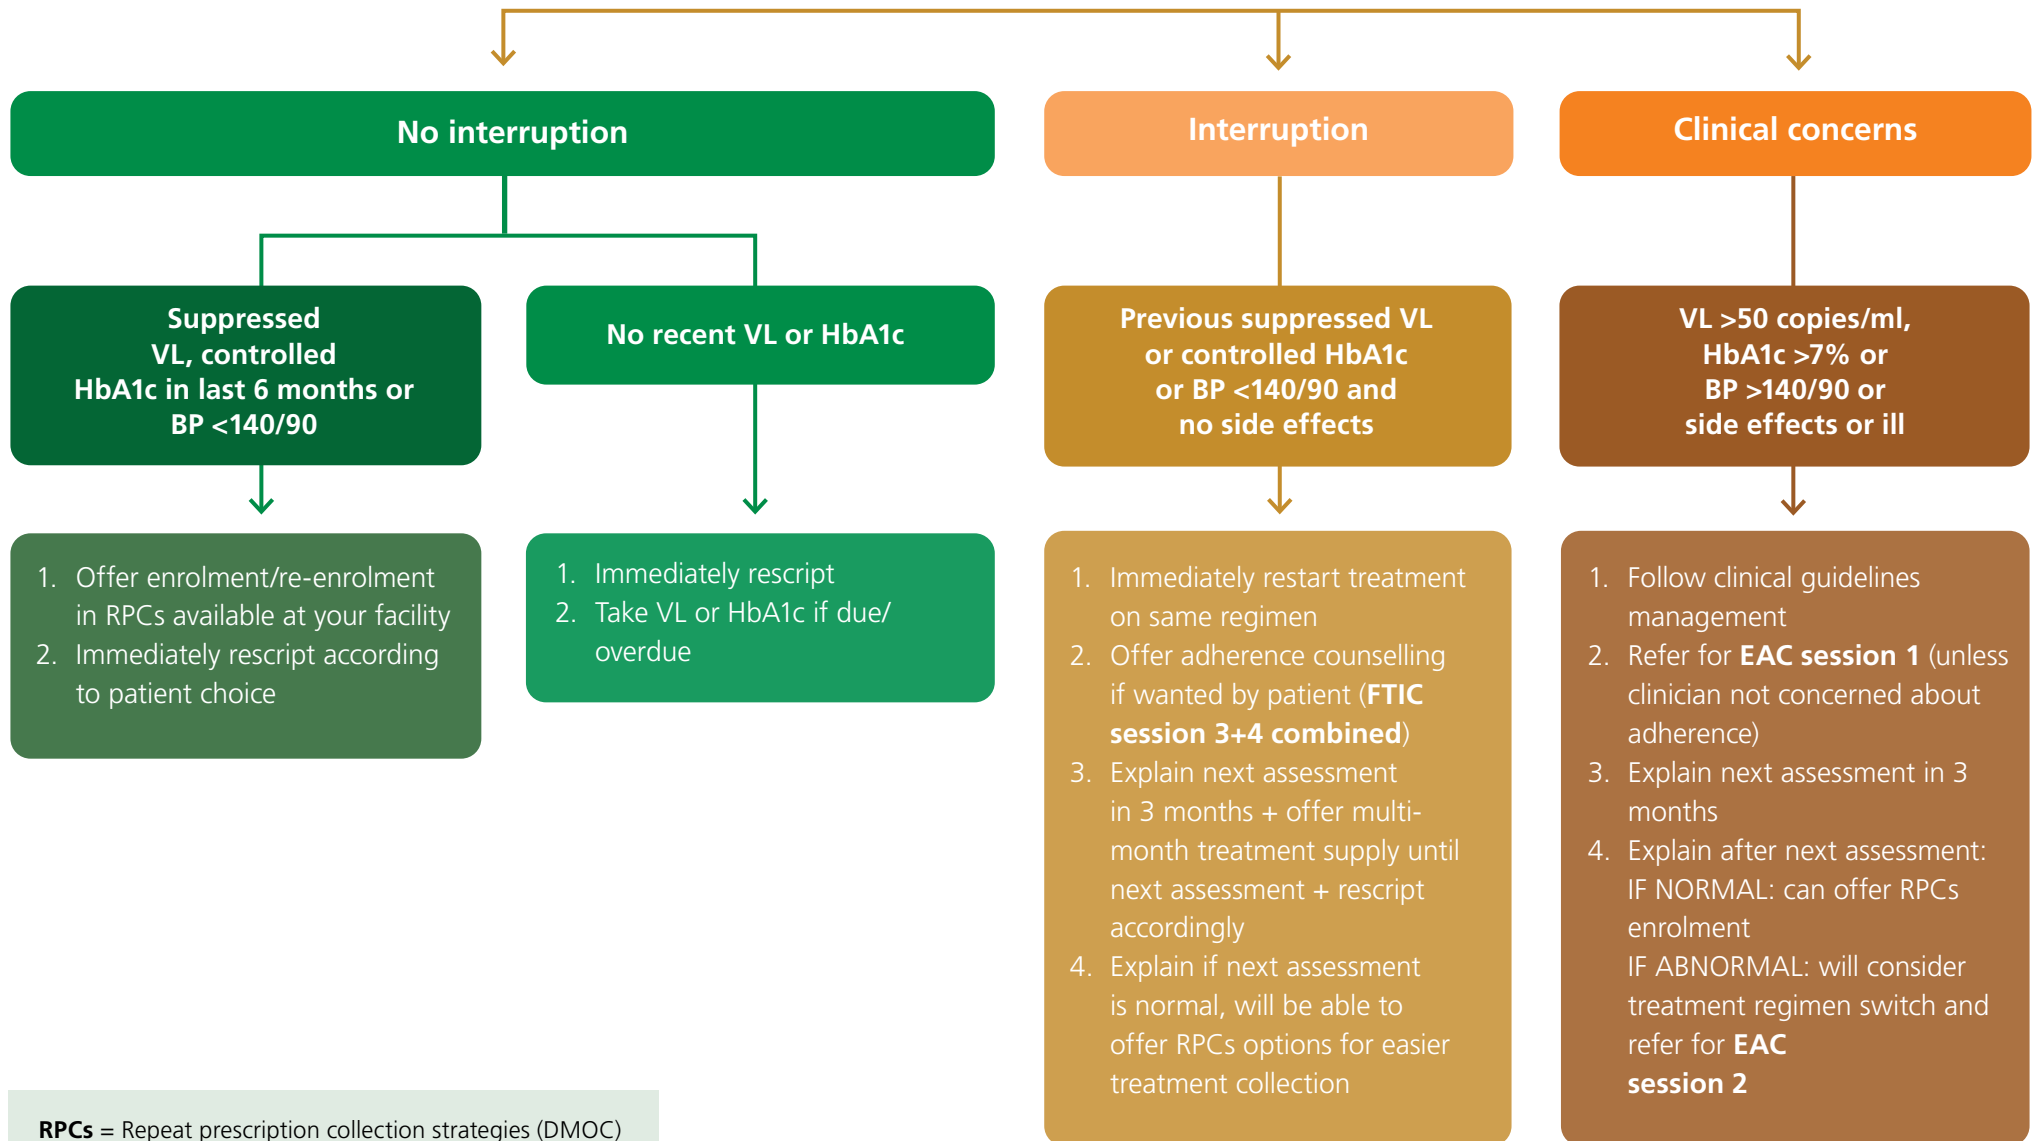 No interruption
Interruption
Clinical concerns
Suppressed
VL, controlled
HbA1c in last 6 months or
BP <140/90
No recent VL or HbA1c
Previous suppressed VL
or controlled HbA1c
or BP <140/90 and
no side effects
VL >50 copies/ml,
HbA1c >7% or
BP >140/90 or
side effects or ill
1. Offer enrolment/re-enrolment
in RPCs available at your facility
2. Immediately rescript according
to patient choice
1. Immediately rescript
2. Take VL or HbA1c if due/
overdue
1. Immediately restart treatment
on same regimen
2. Offer adherence counselling
if wanted by patient (FTIC
session 3+4 combined)
3. Explain next assessment
in 3 months + offer multi-
month treatment supply until
next assessment + rescript
accordingly
4. Explain if next assessment
is normal, will be able to
offer RPCs options for easier
treatment collection
1. Follow clinical guidelines
management
2. Refer for EAC session 1 (unless
clinician not concerned about
adherence)
3. Explain next assessment in 3
months
4. Explain after next assessment:
IF NORMAL: can offer RPCs
enrolment
IF ABNORMAL: will consider
treatment regimen switch and
refer for EAC
session 2
RPCs = Repeat prescription collection strategies (DMOC)